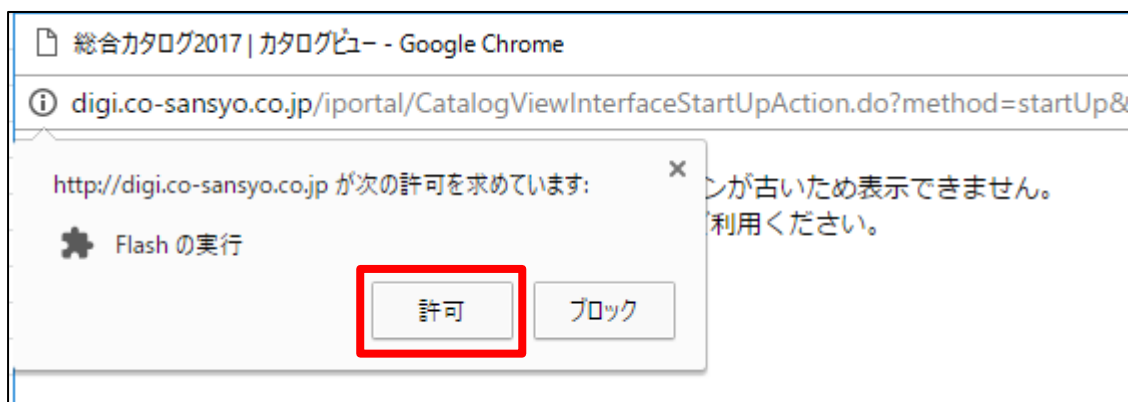 総合カタログ2017 | カタログビュー - Google Chrome
digi.co-sansyo.co.jp/iportal/CatalogViewInterfaceStartUpAction.do?method=startUp&
http://digi.co-sansyo.co.jp が次の許可を求めています:
Flash の実行
許可
ブロック
ンが古いため表示できません。
利用ください。